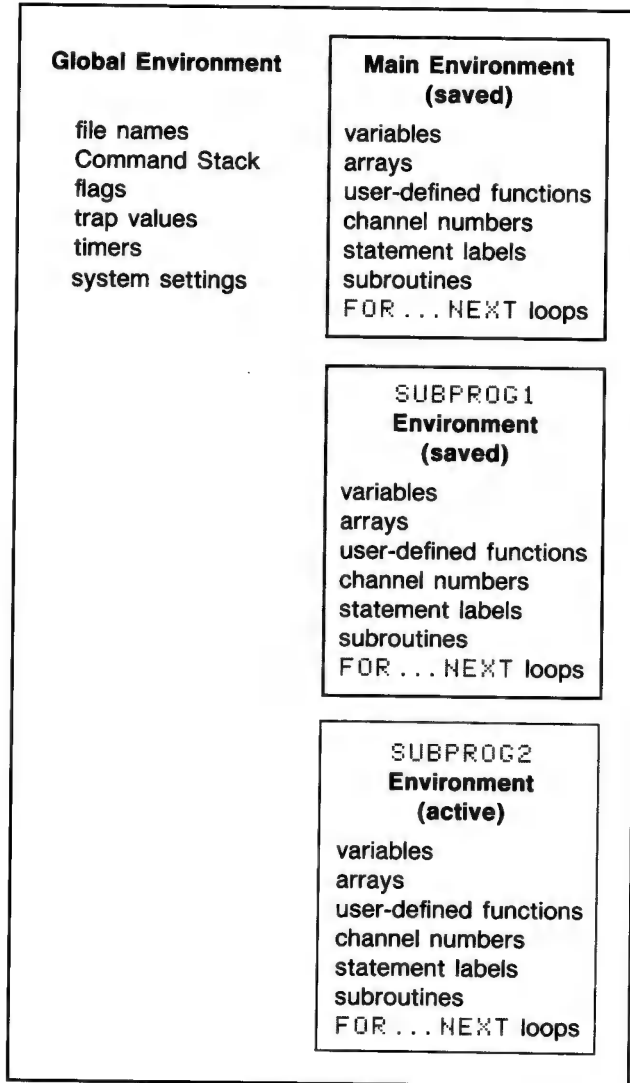 Global Environment
file names
Command Stack
flags
trap values
timers
system settings
Main Environment
(saved)
variables
arrays
user-defined functions
channel numbers
statement labels
subroutines
FOR...NEXT loops
SUBPROG1
Environment
(saved)
variables
arrays
user-defined functions
channel numbers
statement labels
subroutines
FOR...NEXT loops
SUBPROG2
Environment
(active)
variables
arrays
user-defined functions
channel numbers
statement labels
subroutines
FOR...NEXT loops